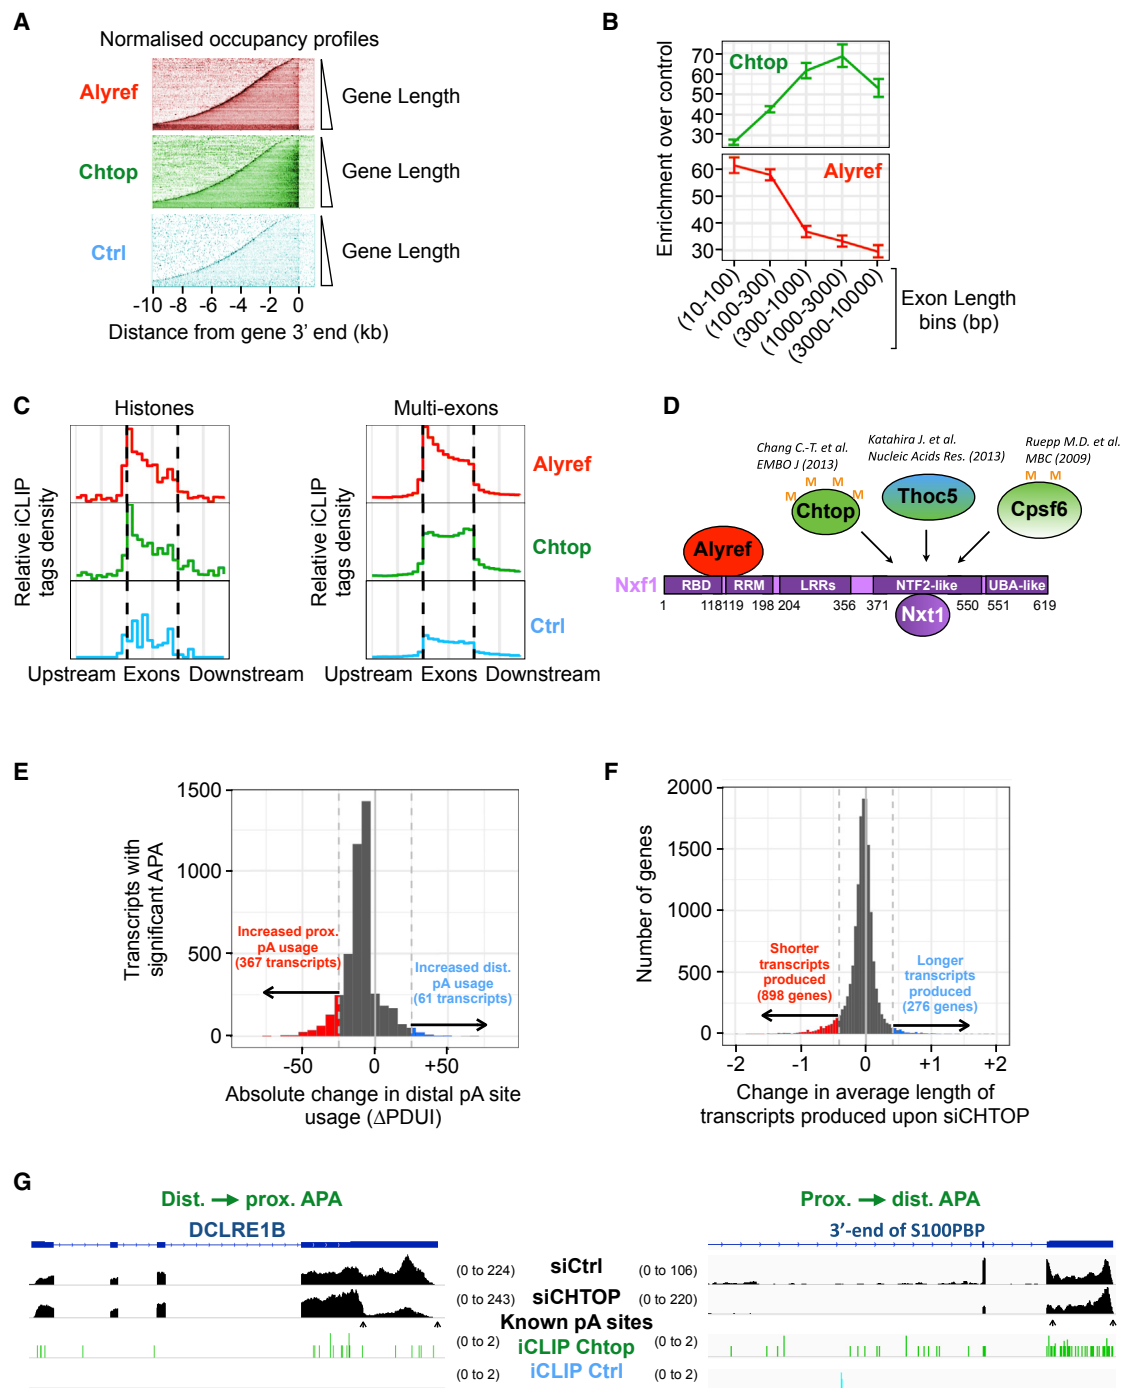 A
Normalised occupancy profiles
Alyref
Gene Length
Chtop
Gene Length
Ctrl
Gene Length
-10 -8 -6 -4 -2 0
Distance from gene 3' end (kb)
B
Enrichment over control
Chtop
70
60
50
40
30
Alyref
60
50
40
30
(10-100)
(100-300)
(300-1000)
(1000-3000)
(3000-10000)
Exon Length
bins (bp)
C
Histones
Multi-exons
Relative iCLIP
tags density
Relative iCLIP
tags density
Alyref
Chtop
Ctrl
Upstream Exons Downstream
Upstream Exons Downstream
D
Chang C.-T. et al.
EMBO J (2013)
Katahira J. et al.
Nucleic Acids Res. (2013)
Ruepp M.D. et al.
MBC (2009)
M M M M
M M
Chtop
Thoc5
Cpsf6
Alyref
Nxf1
RBD RRM LRRs NTF2-like UBA-like
1 118 119 198 204 356 371 550 551 619
Nxt1
E
Transcripts with
significant APA
1500
1000
500
0
Increased prox.
pA usage
(367 transcripts)
Increased dist.
pA usage
(61 transcripts)
-50 0 +50
Absolute change in distal pA site
usage (ΔPDUI)
F
Number of genes
2000
1500
1000
500
0
Shorter
transcripts
produced
(898 genes)
Longer
transcripts
produced
(276 genes)
-2 -1 0 +1 +2
Change in average length of
transcripts produced upon siCHTOP
G
Dist. → prox. APA
DCLRE1B
Prox. → dist. APA
3'-end of S100PBP
(0 to 224) siCtrl (0 to 106)
(0 to 243) siCHTOP (0 to 220)
Known pA sites
(0 to 2) iCLIP Chtop (0 to 2)
(0 to 2) iCLIP Ctrl (0 to 2)